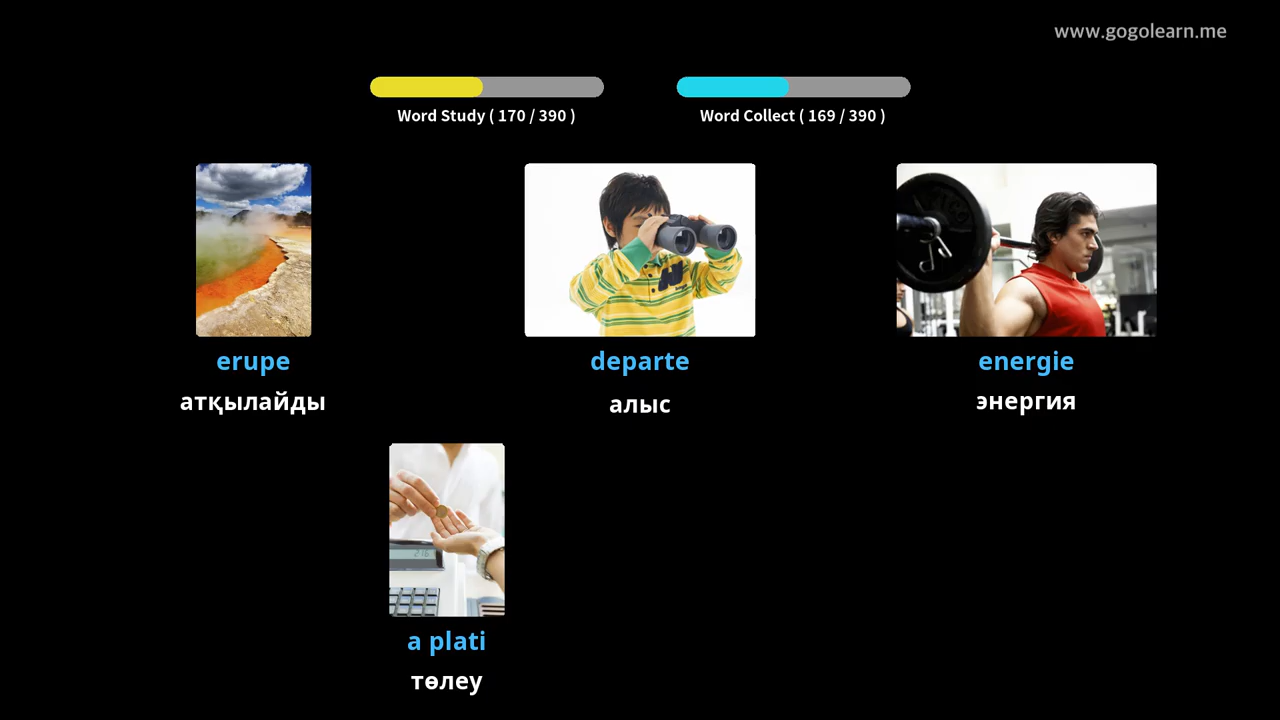 www.gogolearn.me
Word Study ( 170 / 390 )
Word Collect ( 169 / 390 )
erupe
departe
energie
атқылайды
алыс
энергия
a plati
төлеу